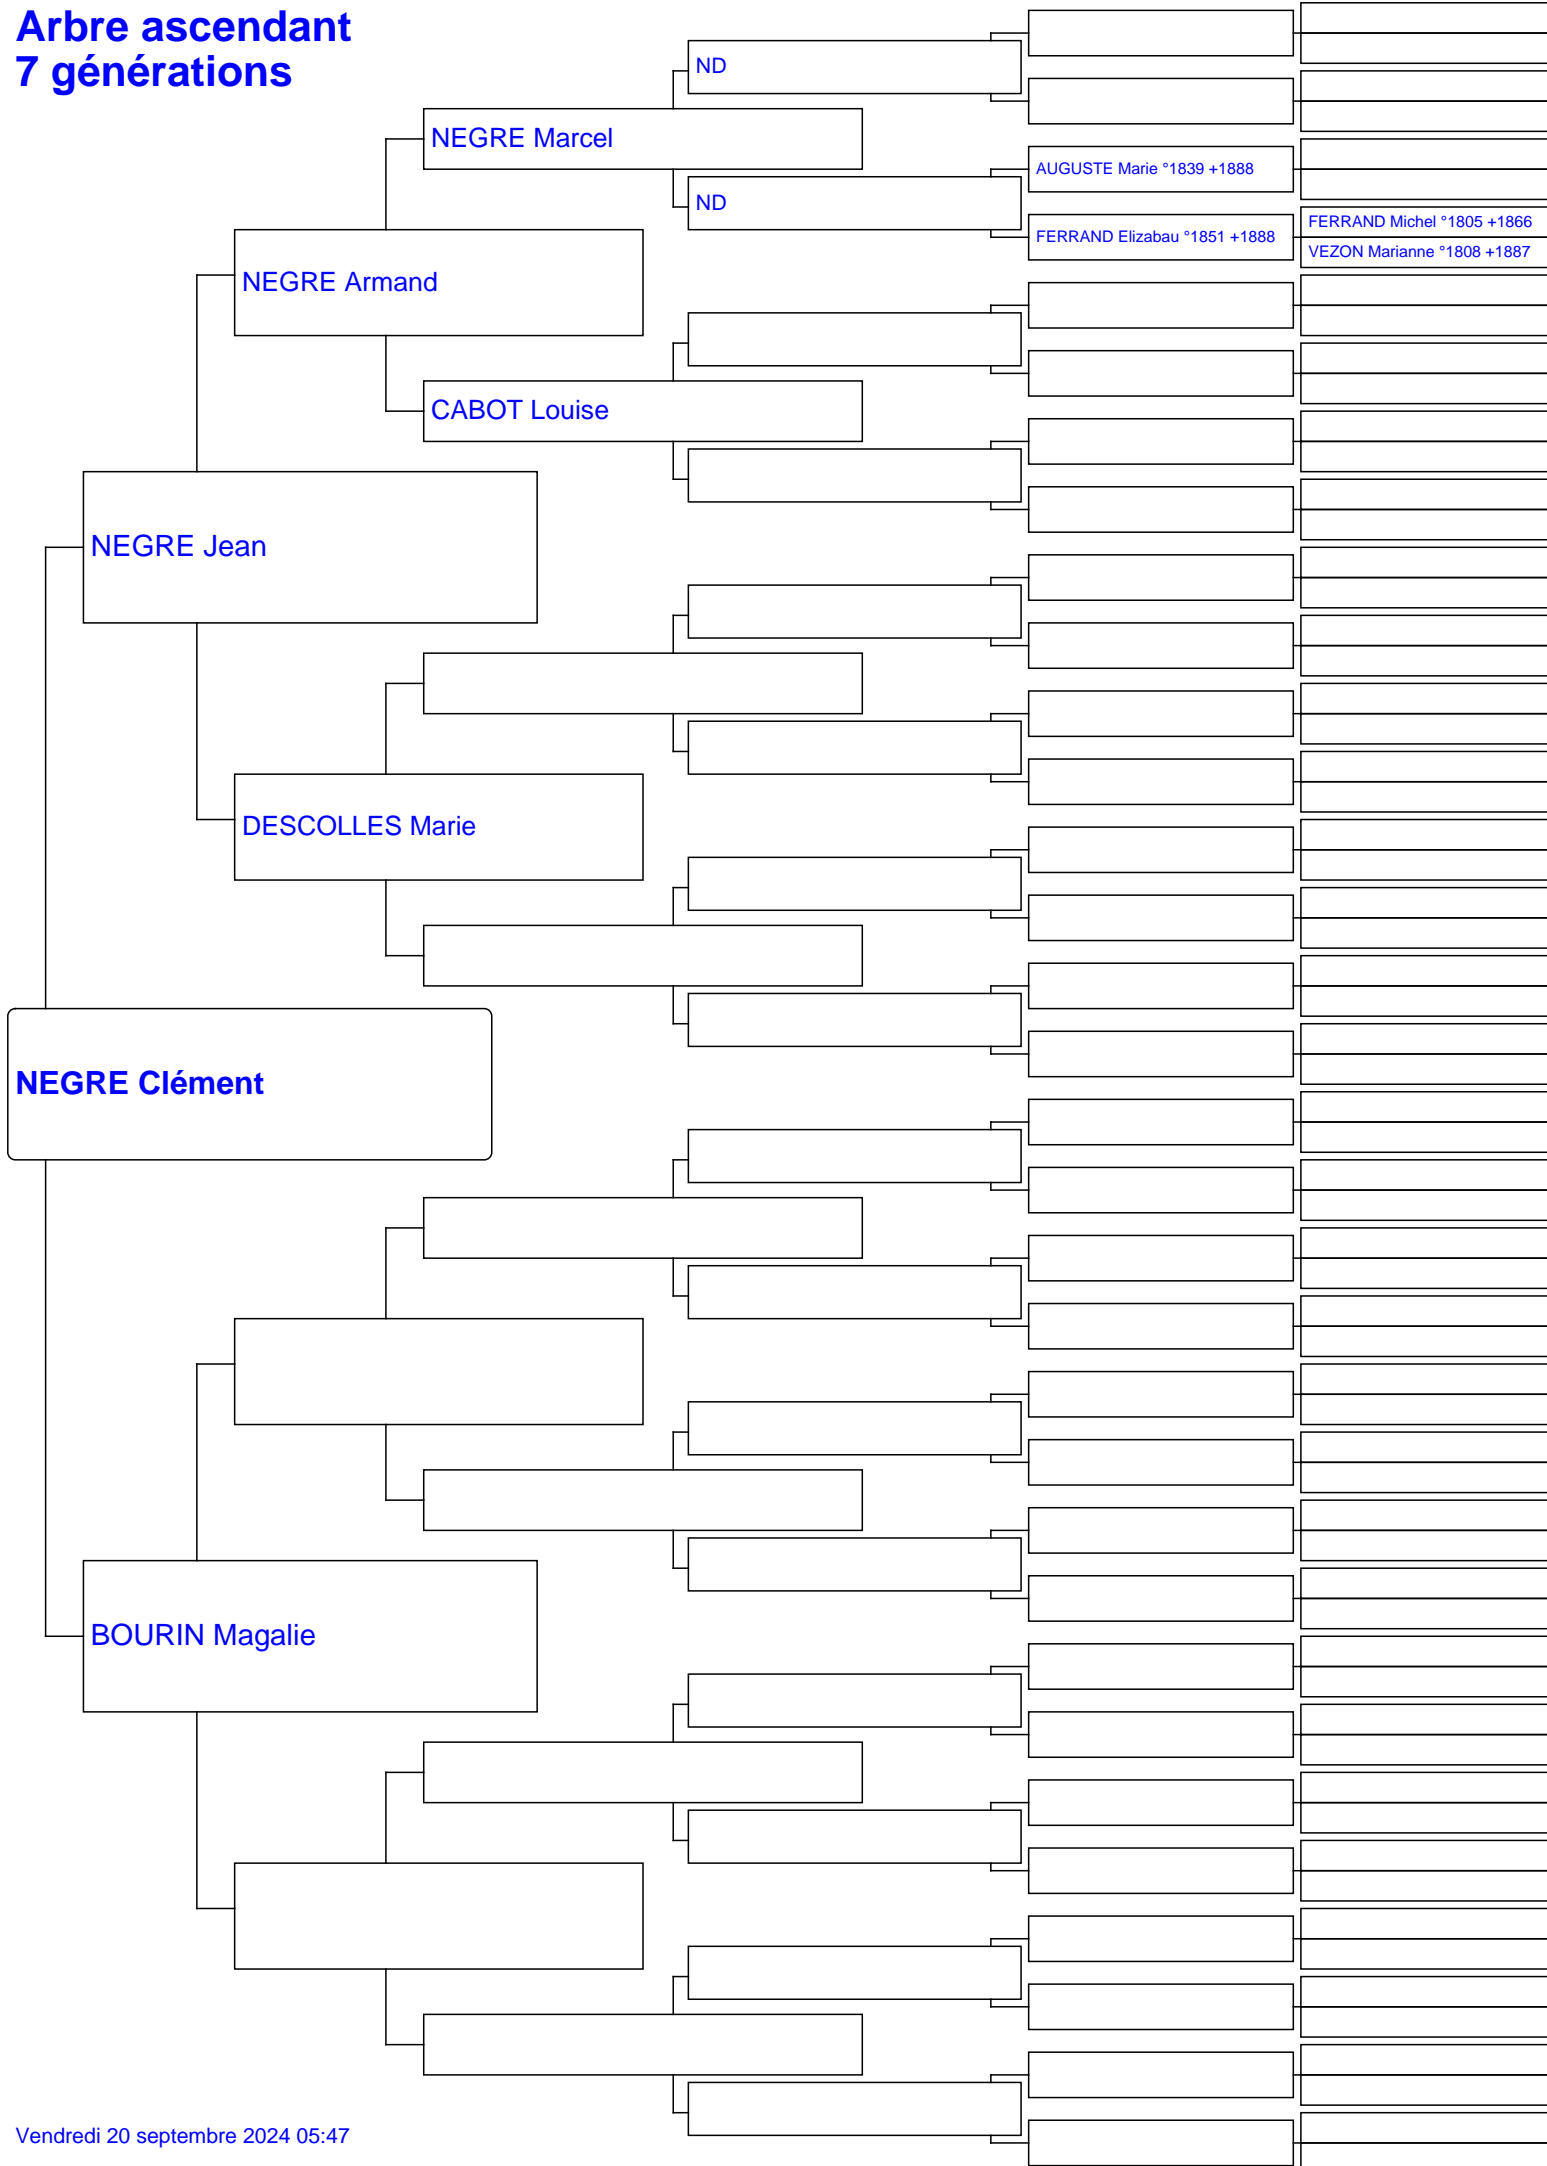 Arbre ascendant
7 générations
ND
NEGRE Marcel
AUGUSTE Marie °1839 +1888
ND
FERRAND Michel °1805 +1866
FERRAND Elizabau °1851 +1888
VEZON Marianne °1808 +1887
NEGRE Armand
CABOT Louise
NEGRE Jean
DESCOLLES Marie
NEGRE Clément
BOURIN Magalie
Vendredi 20 septembre 2024 05:47